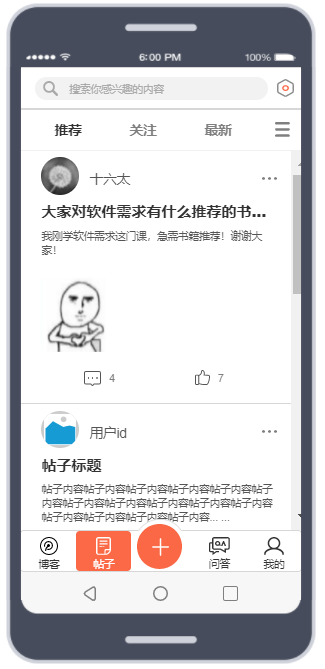 6:00 PM 100%
搜索你感兴趣的内容
推荐 关注 最新
十六太
大家对软件需求有什么推荐的书...
我刚学软件需求这门课，急需书籍推荐！谢谢大
家！
4 7
用户id
帖子标题
帖子内容帖子内容帖子内容帖子内容帖子内容帖
子内容帖子内容帖子内容帖子内容帖子内容帖子
内容帖子内容帖子内容帖子内容... ...
博客 帖子 问答 我的